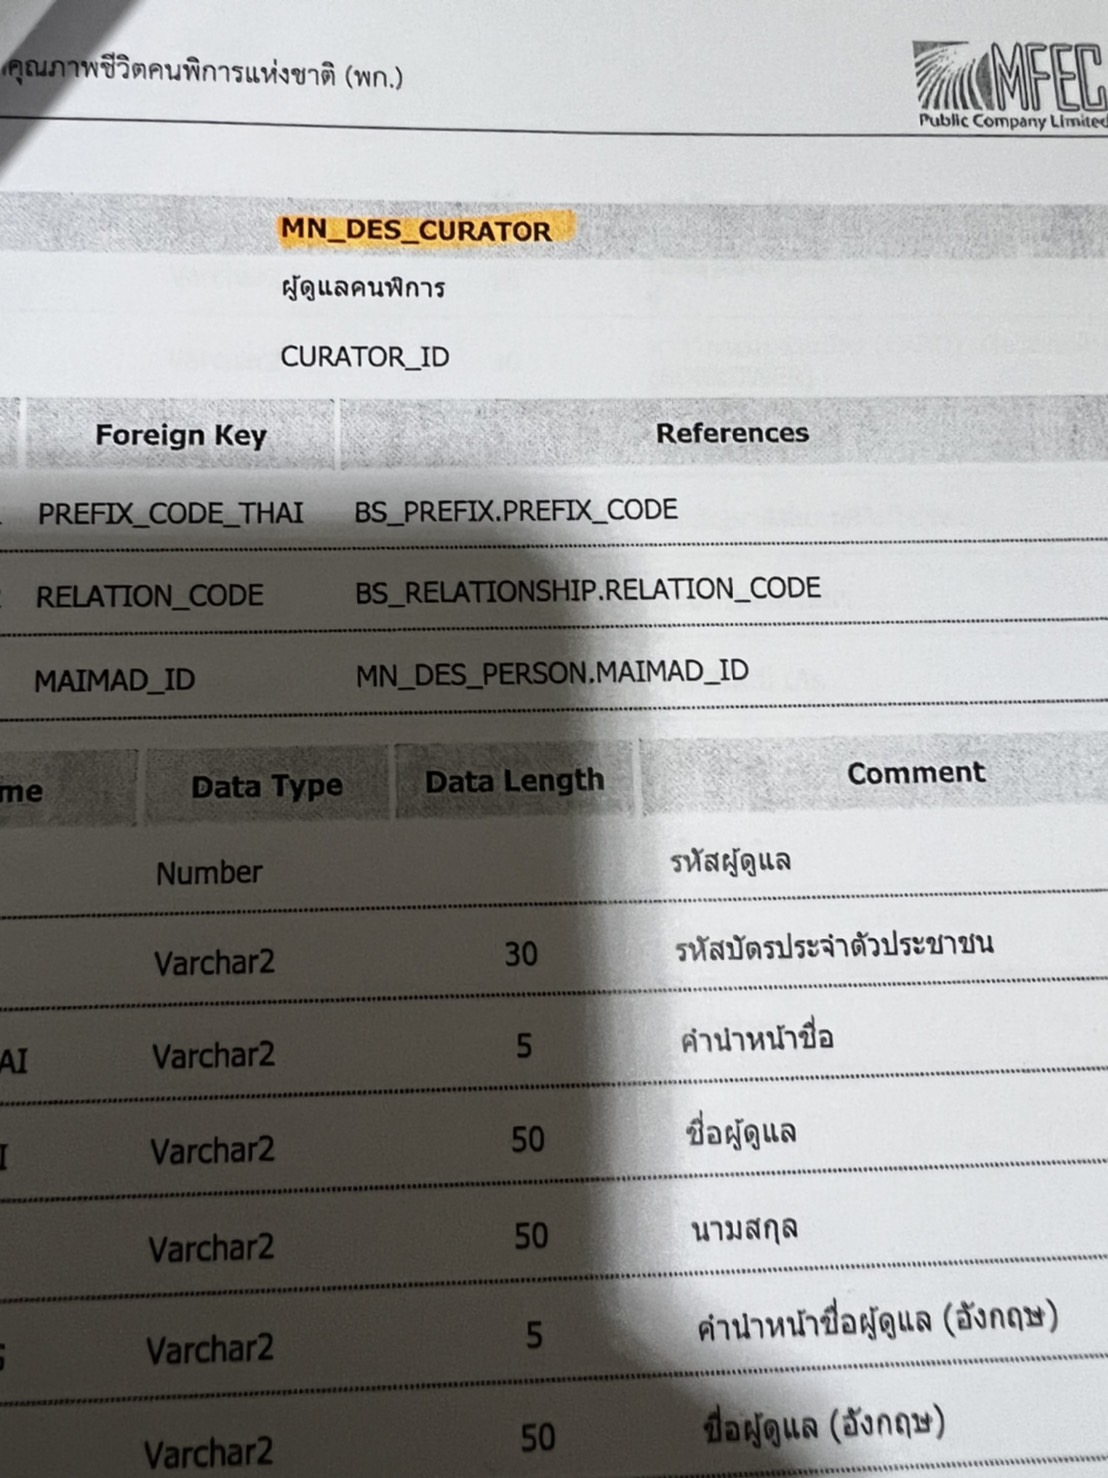 คุณภาพชีวิตคนพิการแห่งชาติ (พก.)
MFEC
Public Company Limited
MN_DES_CURATOR
ผู้ดูแลคนพิการ
CURATOR_ID
Foreign Key References
PREFIX_CODE_THAI BS_PREFIX.PREFIX_CODE
RELATION_CODE BS_RELATIONSHIP.RELATION_CODE
MAIMAD_ID MN_DES_PERSON.MAIMAD_ID
me Data Type Data Length Comment
Number รหัสผู้ดูแล
Varchar2 30 รหัสบัตรประจำตัวประชาชน
AI Varchar2 5 คำนำหน้าชื่อ
I Varchar2 50 ชื่อผู้ดูแล
Varchar2 50 นามสกุล
Varchar2 5 คำนำหน้าชื่อผู้ดูแล (อังกฤษ)
Varchar2 50 ชื่อผู้ดูแล (อังกฤษ)